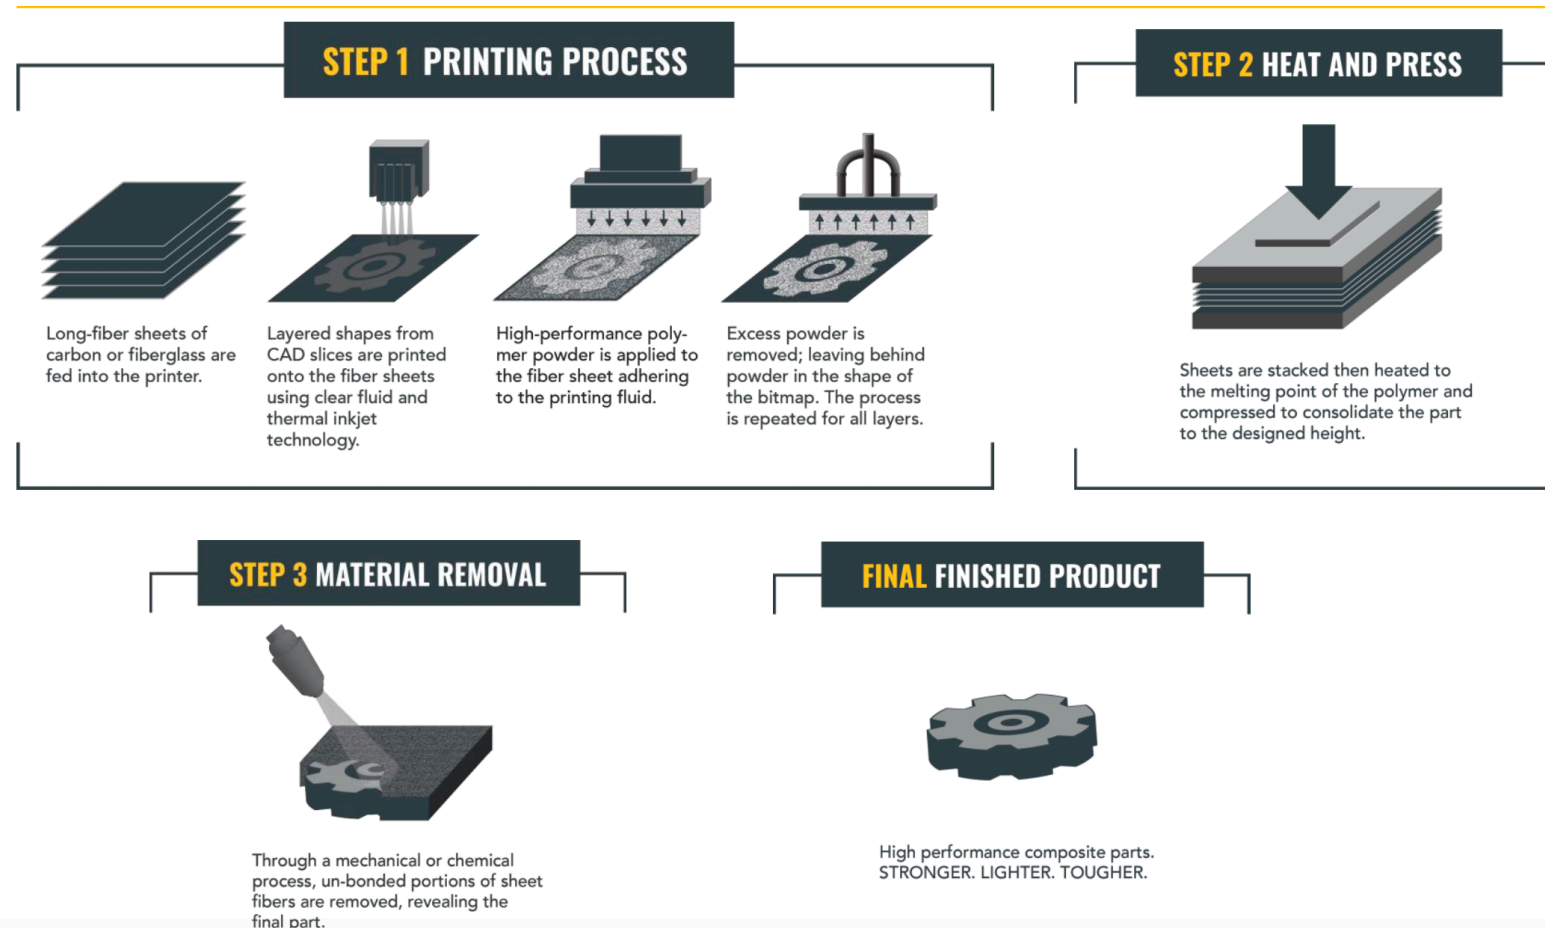 STEP 1 PRINTING PROCESS
Long-fiber sheets of
carbon or fiberglass are
fed into the printer.
Layered shapes from
CAD slices are printed
onto the fiber sheets
using clear fluid and
thermal inkjet
technology.
High-performance poly-
mer powder is applied to
the fiber sheet adhering
to the printing fluid.
Excess powder is
removed; leaving behind
powder in the shape of
the bitmap. The process
is repeated for all layers.
STEP 2 HEAT AND PRESS
Sheets are stacked then heated to
the melting point of the polymer and
compressed to consolidate the part
to the designed height.
STEP 3 MATERIAL REMOVAL
Through a mechanical or chemical
process, un-bonded portions of sheet
fibers are removed, revealing the
final part.
FINAL FINISHED PRODUCT
High performance composite parts.
STRONGER. LIGHTER. TOUGHER.